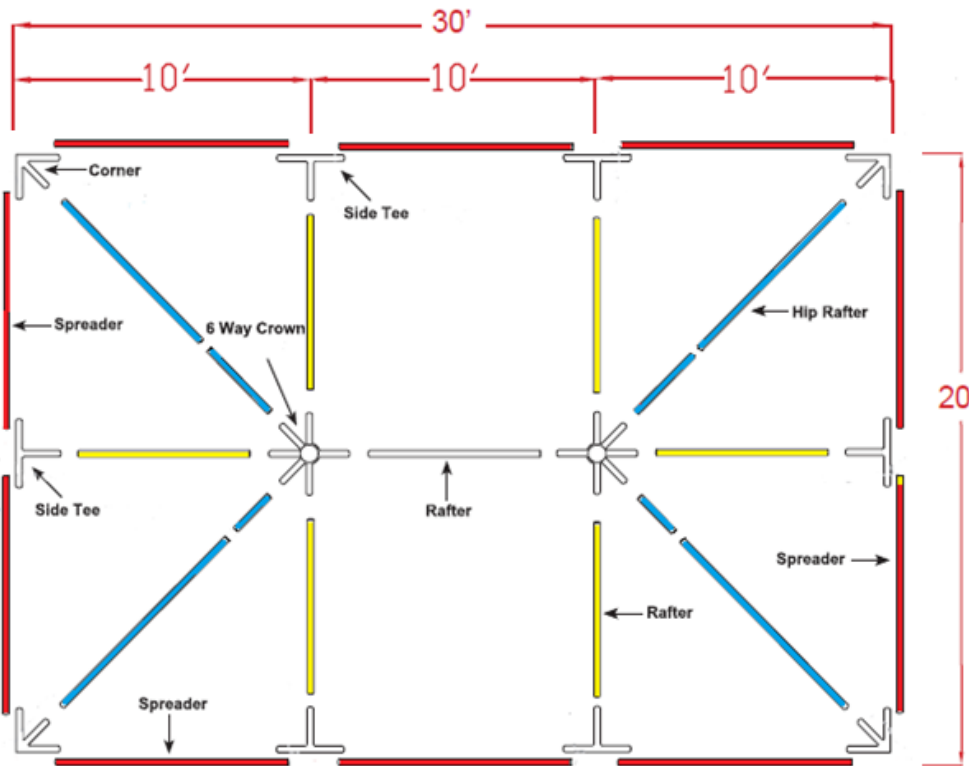 30'
10' 10' 10'
Corner
Side Tee
Spreader
6 Way Crown
Hip Rafter
20
Side Tee
Rafter
Spreader
Rafter
Spreader